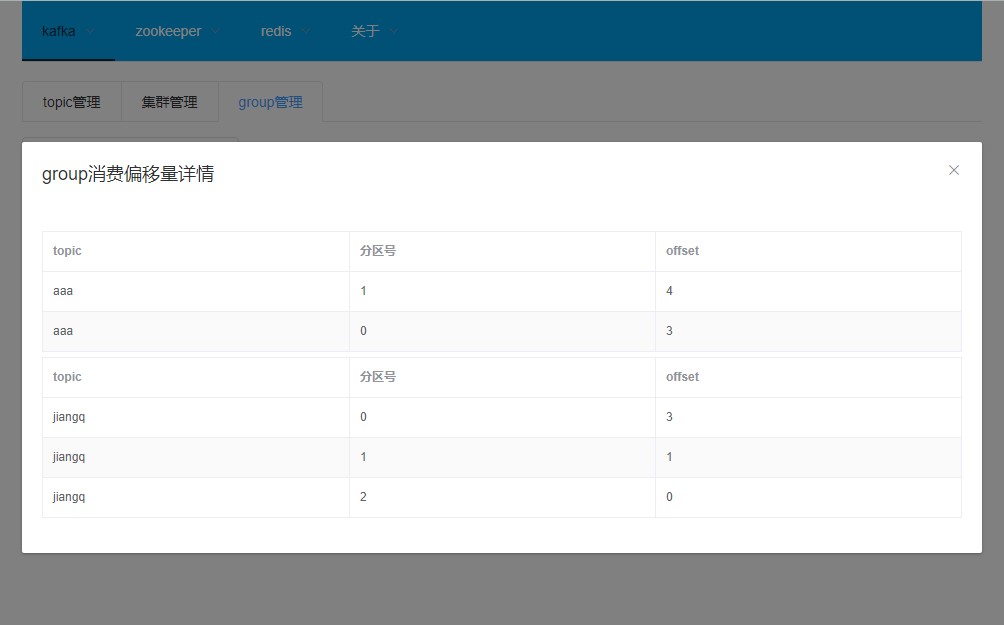 kafka zookeeper redis 关于
topic管理 集群管理 group管理
group消费偏移量详情
topic 分区号 offset
aaa 1 4
aaa 0 3
topic 分区号 offset
jiangq 0 3
jiangq 1 1
jiangq 2 0